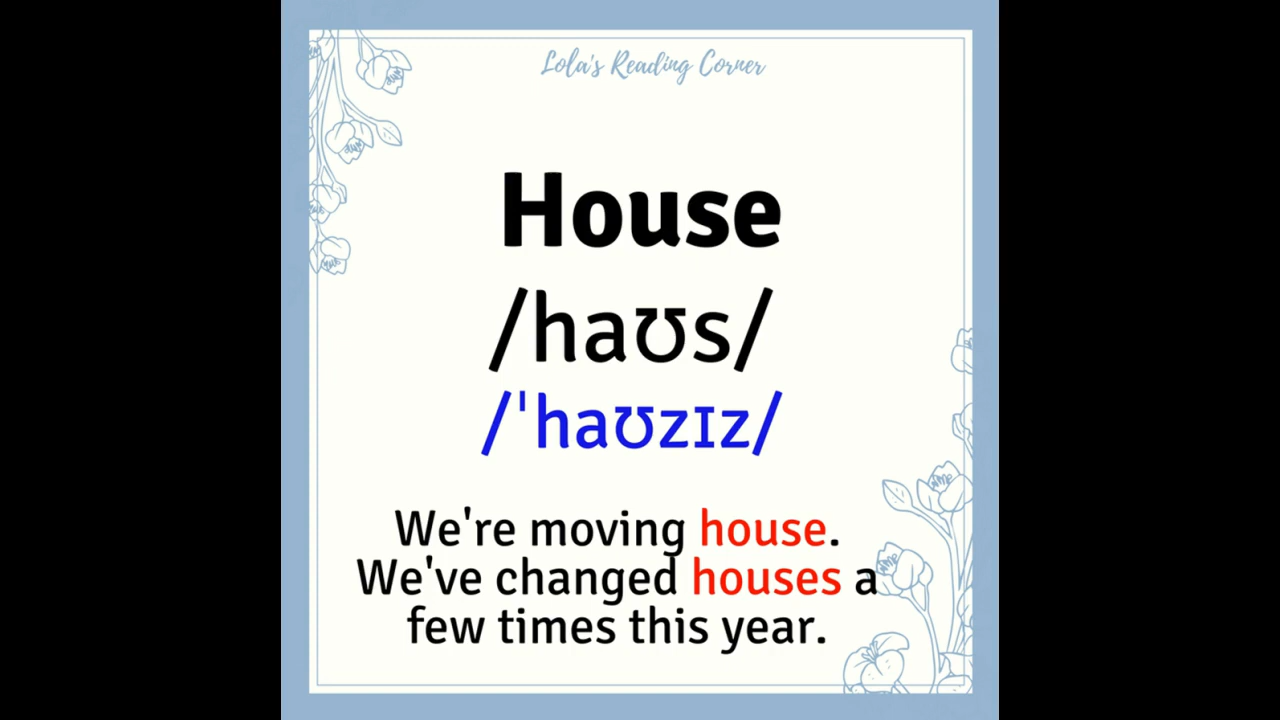 Lola's Reading Corner
House
/haʊs/
/ˈhaʊzɪz/
We're moving house.
We've changed houses a
few times this year.